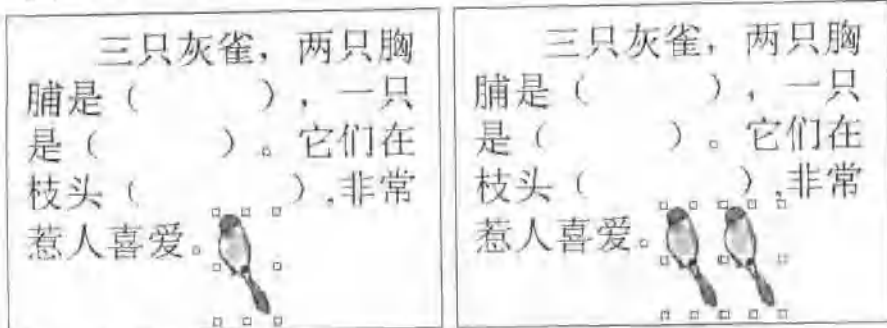 三只灰雀，两只胸
脯是（　　　），一只
是（　　　）。它们在
枝头（　　　），非常
惹人喜爱。
三只灰雀，两只胸
脯是（　　　），一只
是（　　　）。它们在
枝头（　　　），非常
惹人喜爱。